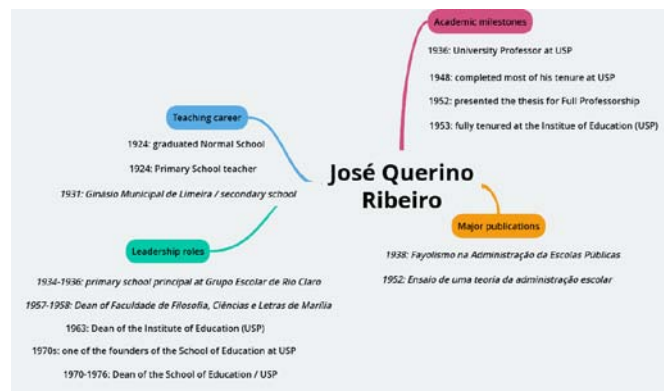 Academic milestones
1936: University Professor at USP
1948: completed most of his tenure at USP
1952: presented the thesis for Full Professorship
1953: fully tenured at the Institue of Education (USP)
Teaching career
1924: graduated Normal School
1924: Primary School teacher
1931: Ginásio Municipal de Limeira / secondary school
José Querino
Ribeiro
Major publications
1938: Fayolismo na Administração da Escolas Públicas
1952: Ensaio de uma teoria da administração escolar
Leadership roles
1934-1936: primary school principal at Grupo Escolar de Rio Claro
1957-1958: Dean of Faculdade de Filosofia, Ciências e Letras de Marília
1963: Dean of the Institute of Education (USP)
1970s: one of the founders of the School of Education at USP
1970-1976: Dean of the School of Education / USP